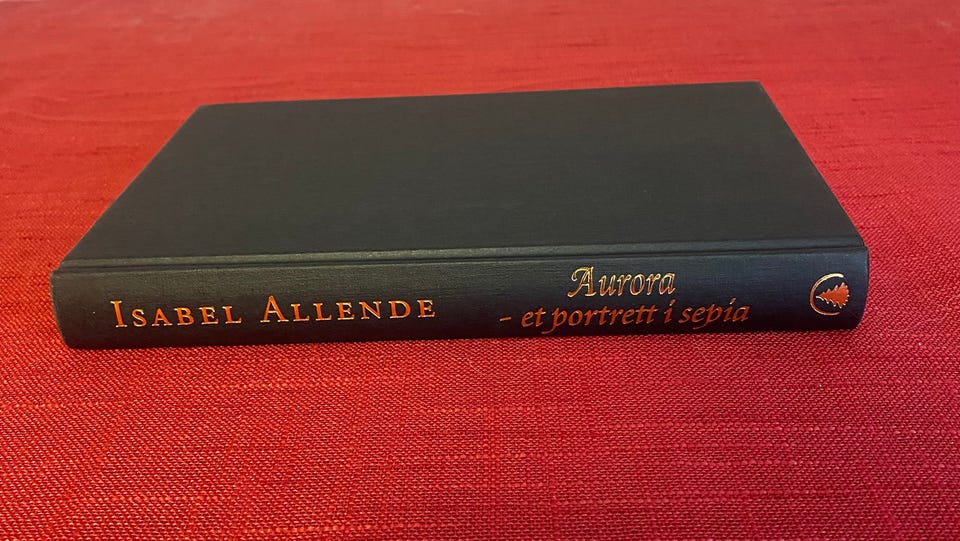 ISABEL ALLENDE
Aurora
- et portrett i sepia